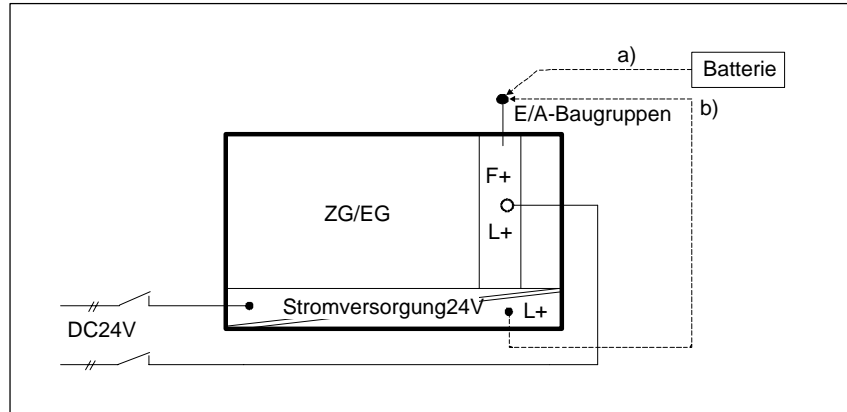 a)
Batterie
b)
E/A-Baugruppen
F+
ZG/EG
L+
Stromversorgung24V
L+
DC24V